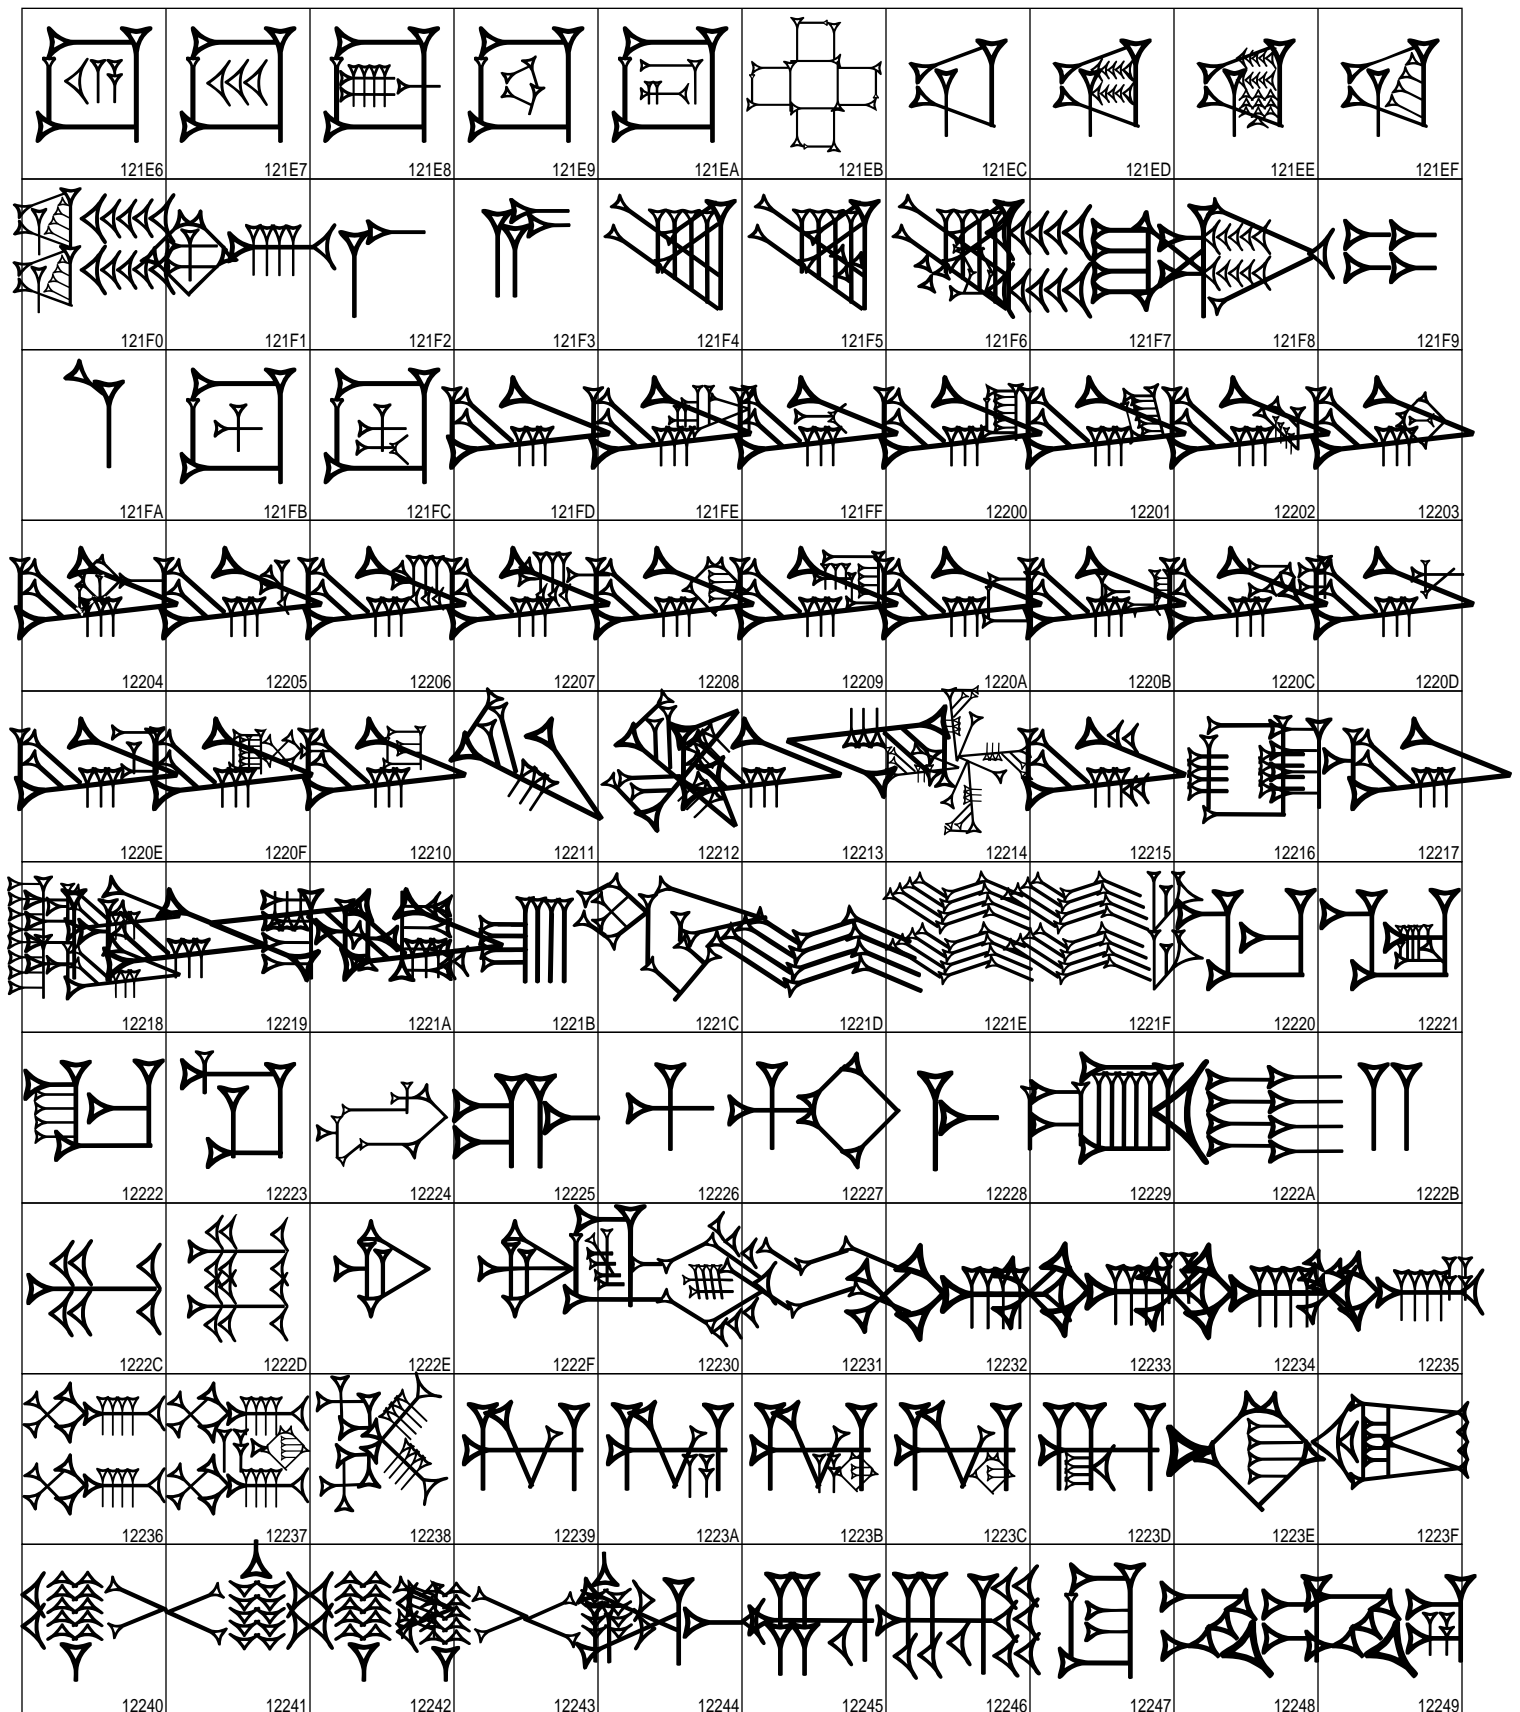 𒇦 𒇧 𒇨 𒇩 𒇪 𒇫 𒇬 𒇭 𒇮 𒇯
121E6 121E7 121E8 121E9 121EA 121EB 121EC 121ED 121EE 121EF
𒇰 𒇱 𒇲 𒇳 𒇴 𒇵 𒇶 𒇷 𒇸 𒇹
121F0 121F1 121F2 121F3 121F4 121F5 121F6 121F7 121F8 121F9
𒇺 𒇻 𒇼 𒇽 𒇾 𒇿 𒈀 𒈁 𒈂 𒈃
121FA 121FB 121FC 121FD 121FE 121FF 12200 12201 12202 12203
𒈄 𒈅 𒈆 𒈇 𒈈 𒈉 𒈊 𒈋 𒈌 𒈍
12204 12205 12206 12207 12208 12209 1220A 1220B 1220C 1220D
𒈎 𒈏 𒈐 𒈑 𒈒 𒈓 𒈔 𒈕 𒈖 𒈗
1220E 1220F 12210 12211 12212 12213 12214 12215 12216 12217
𒈘 𒈙 𒈚 𒈛 𒈜 𒈝 𒈞 𒈟 𒈠 𒈡
12218 12219 1221A 1221B 1221C 1221D 1221E 1221F 12220 12221
𒈢 𒈣 𒈤 𒈥 𒈦 𒈧 𒈨 𒈩 𒈪 𒈫
12222 12223 12224 12225 12226 12227 12228 12229 1222A 1222B
𒈬 𒈭 𒈮 𒈯 𒈰 𒈱 𒈲 𒈳 𒈴 𒈵
1222C 1222D 1222E 1222F 12230 12231 12232 12233 12234 12235
𒈶 𒈷 𒈸 𒈹 𒈺 𒈻 𒈼 𒈽 𒈾 𒈿
12236 12237 12238 12239 1223A 1223B 1223C 1223D 1223E 1223F
𒉀 𒉁 𒉂 𒉃 𒉄 𒉅 𒉆 𒉇 𒉈 𒉉
12240 12241 12242 12243 12244 12245 12246 12247 12248 12249